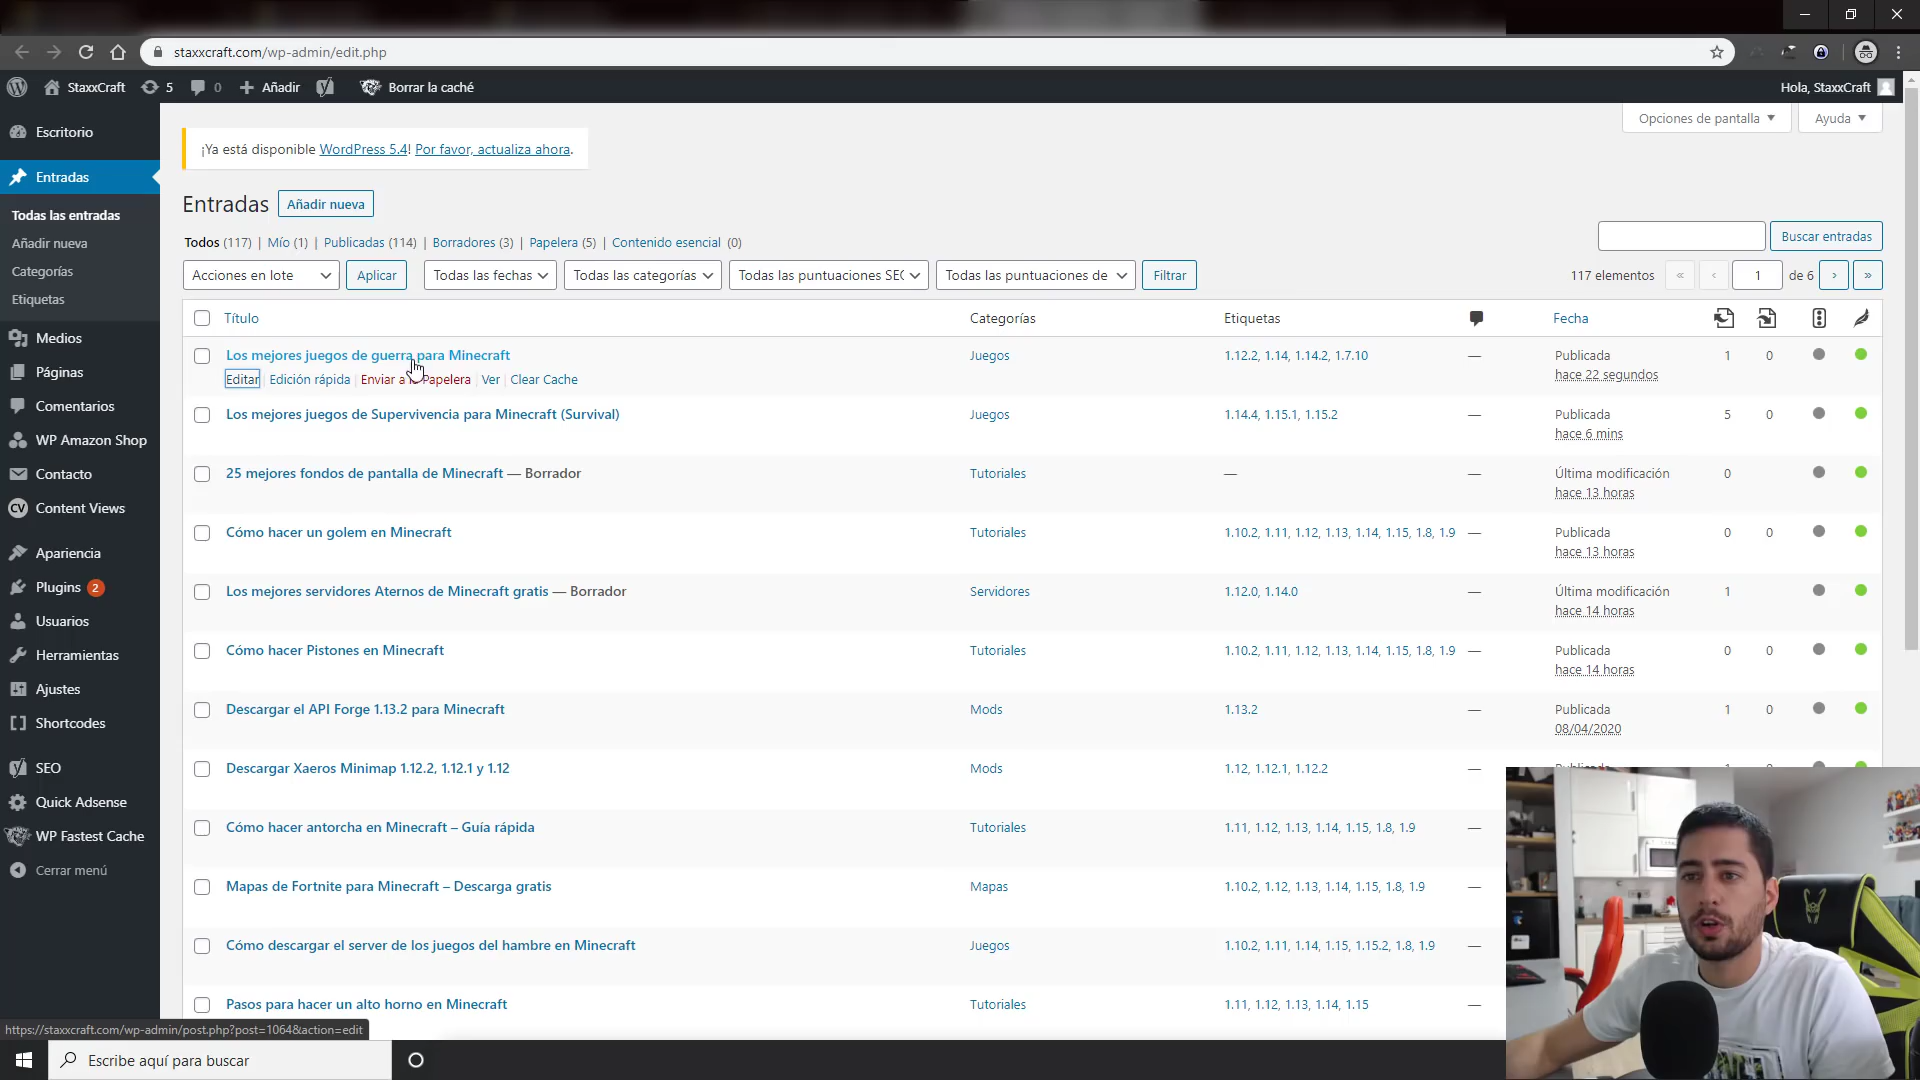 staxxcraft.com/wp-admin/edit.php
StaxxCraft 5 0 Añadir Borrar la caché Hola, StaxxCraft
Opciones de pantalla Ayuda
Escritorio
Entradas
Todas las entradas
Añadir nueva
Categorías
Etiquetas
Medios
Páginas
Comentarios
WP Amazon Shop
Contacto
CV Content Views
Apariencia
Plugins 2
Usuarios
Herramientas
Ajustes
Shortcodes
SEO
Quick Adsense
WP Fastest Cache
Cerrar menú
¡Ya está disponible WordPress 5.4! Por favor, actualiza ahora.
Entradas Añadir nueva
Todos (117) | Mío (1) | Publicadas (114) | Borradores (3) | Papelera (5) | Contenido esencial (0)
Buscar entradas
Acciones en lote Aplicar Todas las fechas Todas las categorías Todas las puntuaciones SEO Todas las puntuaciones de Filtrar 117 elementos « ‹ 1 de 6 › »
Título Categorías Etiquetas Fecha
Los mejores juegos de guerra para Minecraft Juegos 1.12.2, 1.14, 1.14.2, 1.7.10 — Publicada 1 0
Editar | Edición rápida | Enviar a la Papelera | Ver | Clear Cache hace 22 segundos
Los mejores juegos de Supervivencia para Minecraft (Survival) Juegos 1.14.4, 1.15.1, 1.15.2 — Publicada 5 0
hace 6 mins
25 mejores fondos de pantalla de Minecraft — Borrador Tutoriales — — Última modificación 0
hace 13 horas
Cómo hacer un golem en Minecraft Tutoriales 1.10.2, 1.11, 1.12, 1.13, 1.14, 1.15, 1.8, 1.9 — Publicada 0 0
hace 13 horas
Los mejores servidores Aternos de Minecraft gratis — Borrador Servidores 1.12.0, 1.14.0 — Última modificación 1
hace 14 horas
Cómo hacer Pistones en Minecraft Tutoriales 1.10.2, 1.11, 1.12, 1.13, 1.14, 1.15, 1.8, 1.9 — Publicada 0 0
hace 14 horas
Descargar el API Forge 1.13.2 para Minecraft Mods 1.13.2 — Publicada 1 0
08/04/2020
Descargar Xaeros Minimap 1.12.2, 1.12.1 y 1.12 Mods 1.12, 1.12.1, 1.12.2 —
Cómo hacer antorcha en Minecraft – Guía rápida Tutoriales 1.11, 1.12, 1.13, 1.14, 1.15, 1.8, 1.9 —
Mapas de Fortnite para Minecraft – Descarga gratis Mapas 1.10.2, 1.12, 1.13, 1.14, 1.15, 1.8, 1.9 —
Cómo descargar el server de los juegos del hambre en Minecraft Juegos 1.10.2, 1.11, 1.14, 1.15, 1.15.2, 1.8, 1.9 —
Pasos para hacer un alto horno en Minecraft Tutoriales 1.11, 1.12, 1.13, 1.14, 1.15 —
https://staxxcraft.com/wp-admin/post.php?post=1064&action=edit
Escribe aquí para buscar